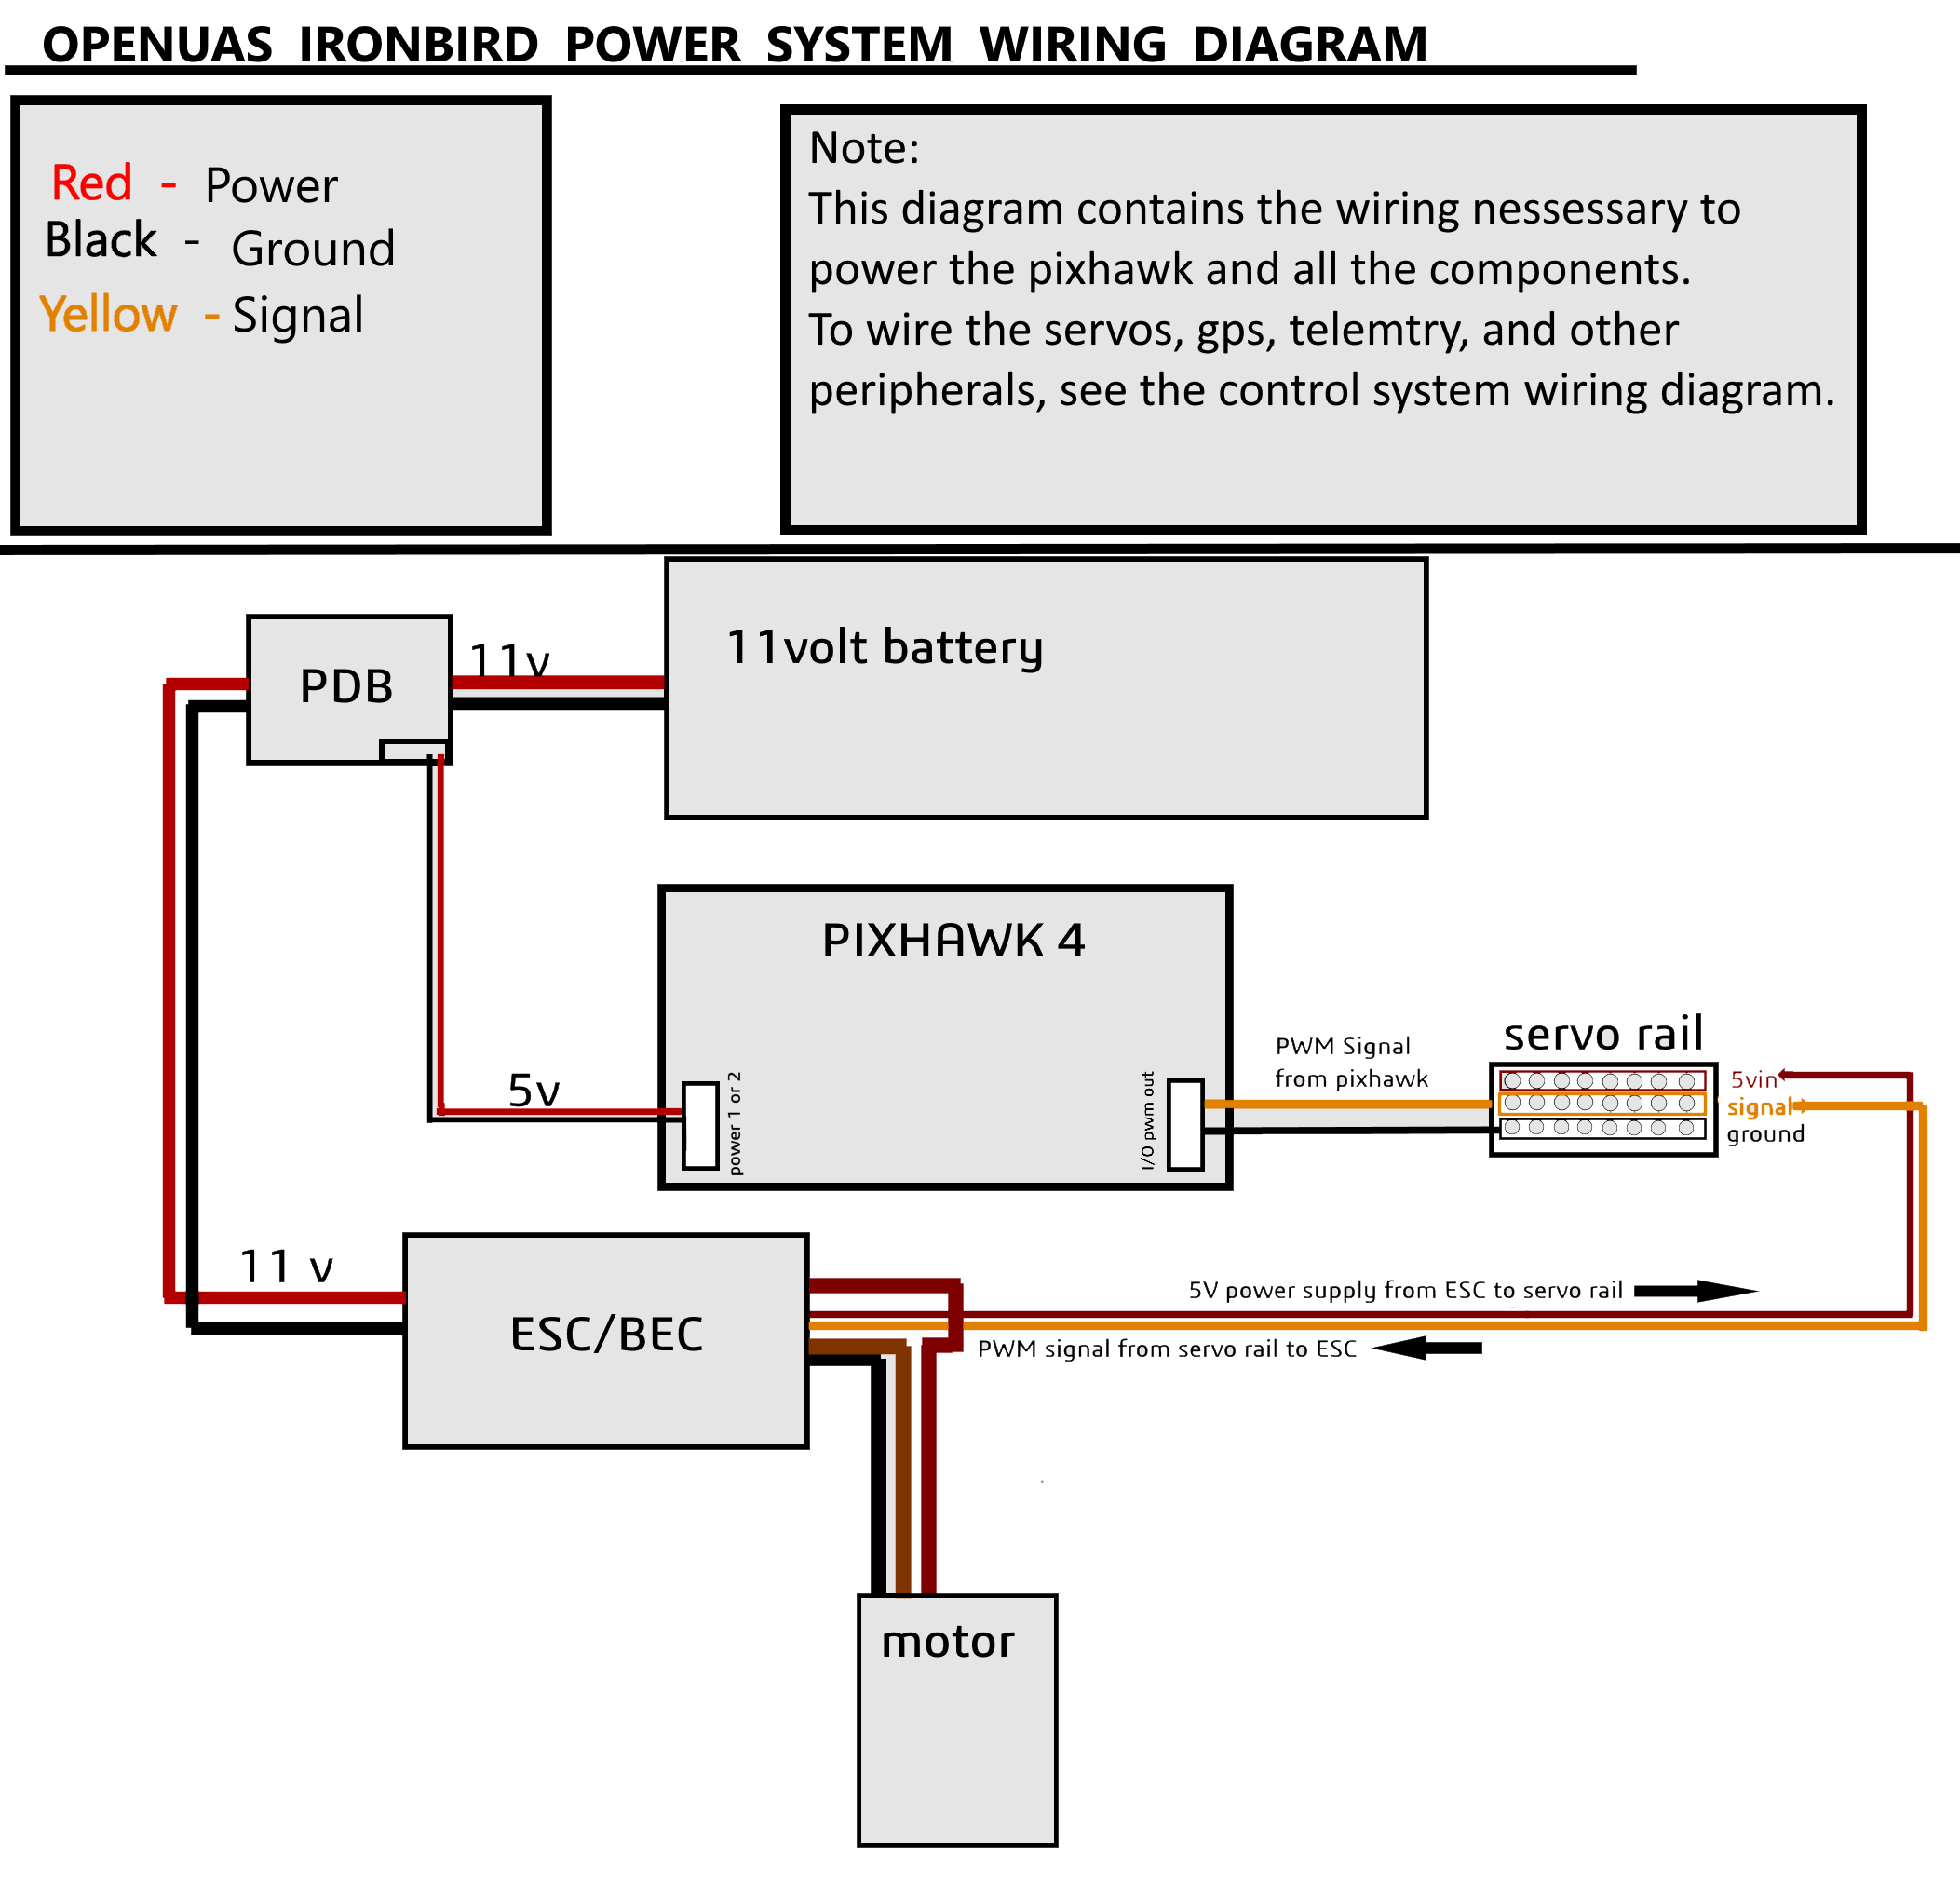 OPENUAS IRONBIRD POWER SYSTEM WIRING DIAGRAM
Red - Power
Black - Ground
Yellow - Signal
Note:
This diagram contains the wiring nessessary to
power the pixhawk and all the components.
To wire the servos, gps, telemtry, and other
peripherals, see the control system wiring diagram.
11volt battery
11v
PDB
PIXHAWK 4
5v
power 1 or 2
I/O pwm out
PWM Signal
from pixhawk
servo rail
5vin
signal
ground
11 v
ESC/BEC
5V power supply from ESC to servo rail
PWM signal from servo rail to ESC
motor